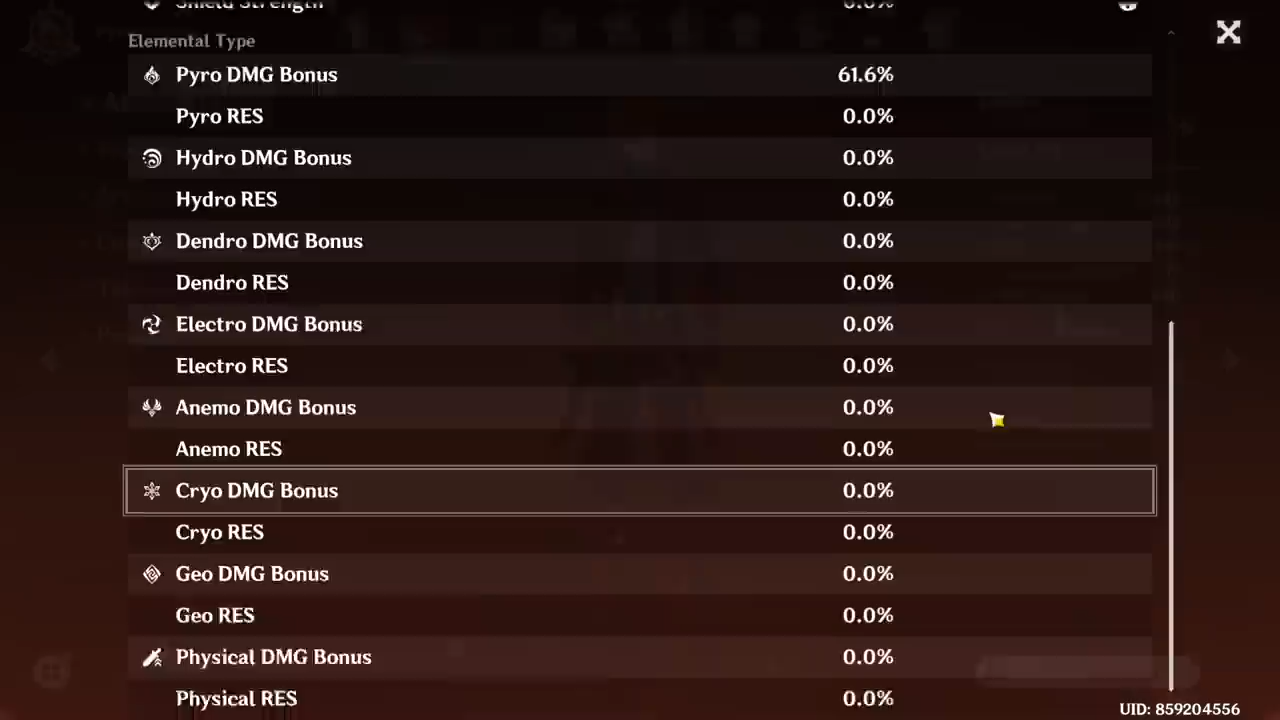 Shield Strength 0.0%
Elemental Type
Pyro DMG Bonus 61.6%
Pyro RES 0.0%
Hydro DMG Bonus 0.0%
Hydro RES 0.0%
Dendro DMG Bonus 0.0%
Dendro RES 0.0%
Electro DMG Bonus 0.0%
Electro RES 0.0%
Anemo DMG Bonus 0.0%
Anemo RES 0.0%
Cryo DMG Bonus 0.0%
Cryo RES 0.0%
Geo DMG Bonus 0.0%
Geo RES 0.0%
Physical DMG Bonus 0.0%
Physical RES 0.0%
UID: 859204556